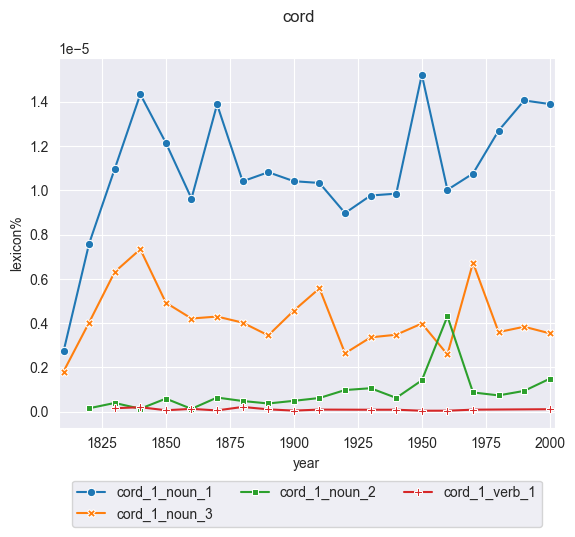 cord
1e−5
1.4
1.2
1.0
0.8
0.6
0.4
0.2
0.0
lexicon%
1825 1850 1875 1900 1925 1950 1975 2000
year
cord_1_noun_1 cord_1_noun_2 cord_1_verb_1
cord_1_noun_3